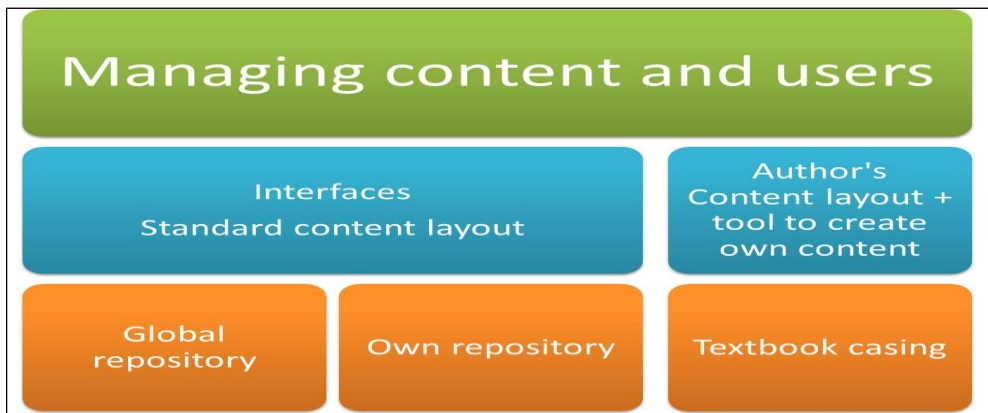 Managing content and users
Interfaces
Standard content layout
Author's
Content layout +
tool to create
own content
Global
repository
Own repository
Textbook casing